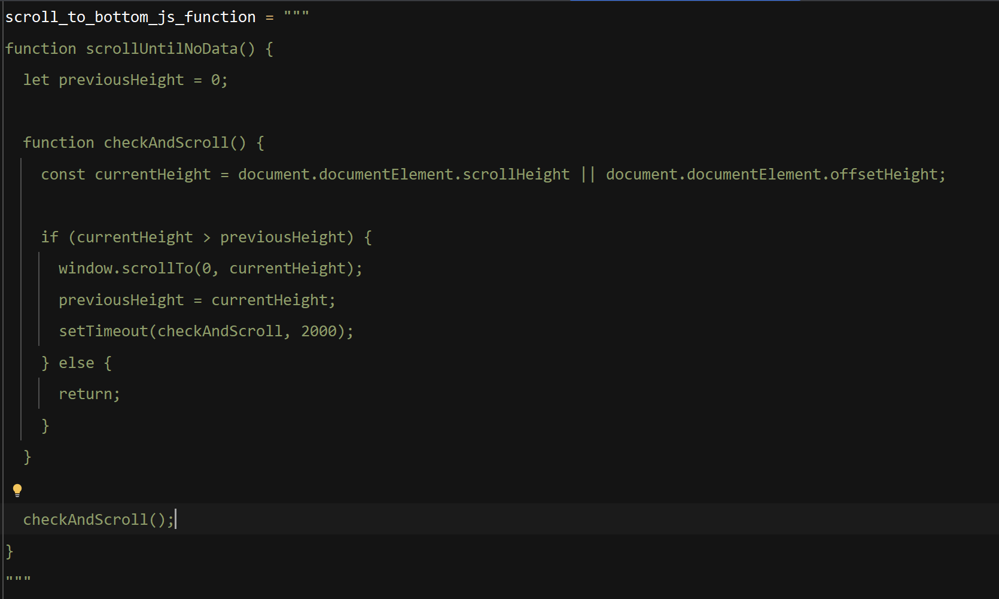 scroll_to_bottom_js_function = """
function scrollUntilNoData() {
  let previousHeight = 0;

  function checkAndScroll() {
    const currentHeight = document.documentElement.scrollHeight || document.documentElement.offsetHeight;

    if (currentHeight > previousHeight) {
      window.scrollTo(0, currentHeight);
      previousHeight = currentHeight;
      setTimeout(checkAndScroll, 2000);
    } else {
      return;
    }
  }

  checkAndScroll();
}
"""